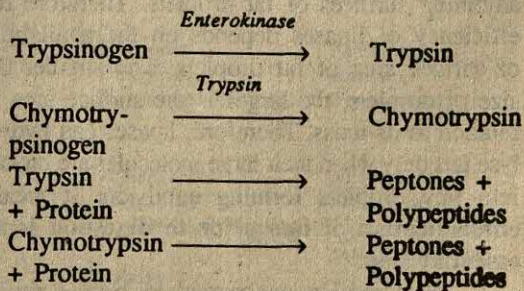 Enterokinase
Trypsinogen Trypsin
Trypsin
Chymotry- Chymotrypsin
psinogen
Trypsin Peptones +
+ Protein Polypeptides
Chymotrypsin Peptones +
+ Protein Polypeptides